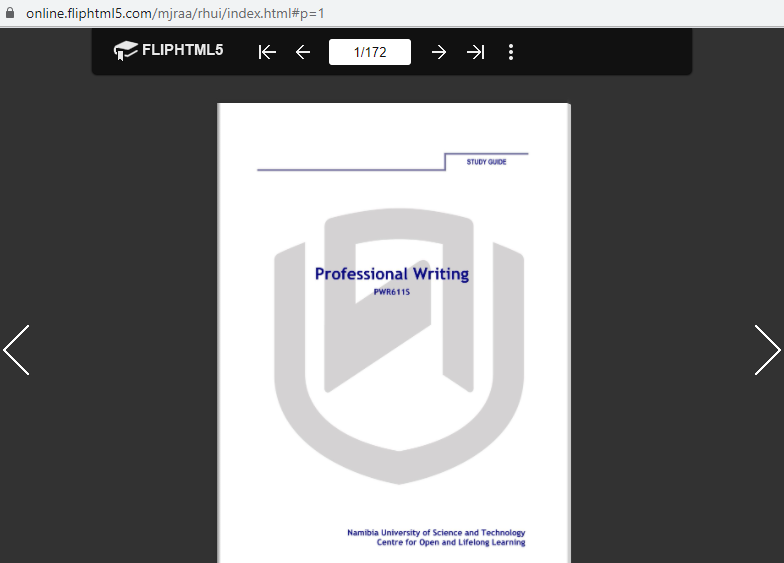 online.fliphtml5.com/mjraa/rhui/index.html#p=1
FLIPHTML5
1/172
STUDY GUIDE
Professional Writing
PWR611S
Namibia University of Science and Technology
Centre for Open and Lifelong Learning